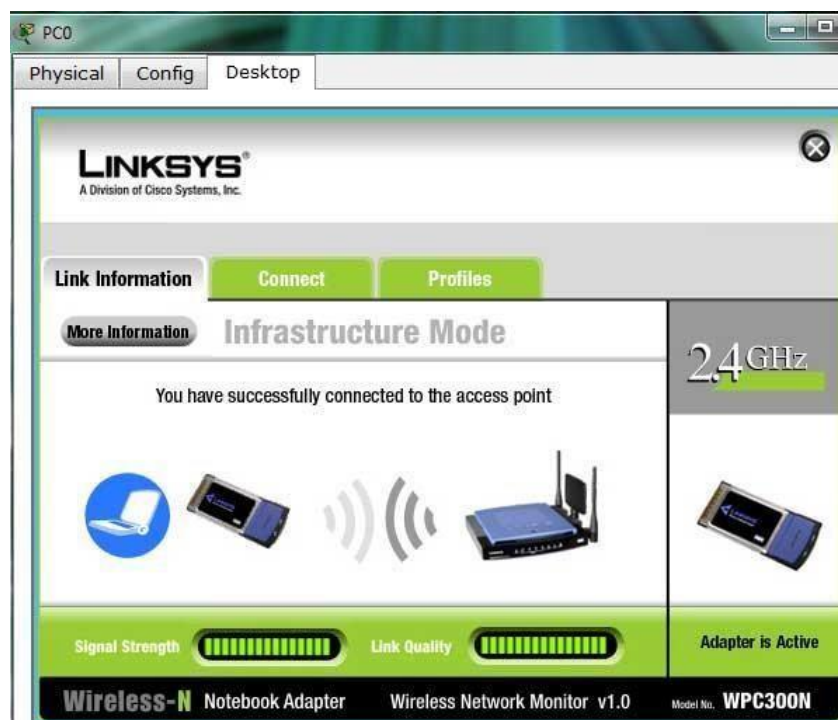 PC0
Physical Config Desktop
LINKSYS®
A Division of Cisco Systems, Inc.
Link Information Connect Profiles
More Information Infrastructure Mode
2.4GHz
You have successfully connected to the access point
Signal Strength Link Quality Adapter is Active
Wireless-N Notebook Adapter Wireless Network Monitor v1.0 Model No. WPC300N